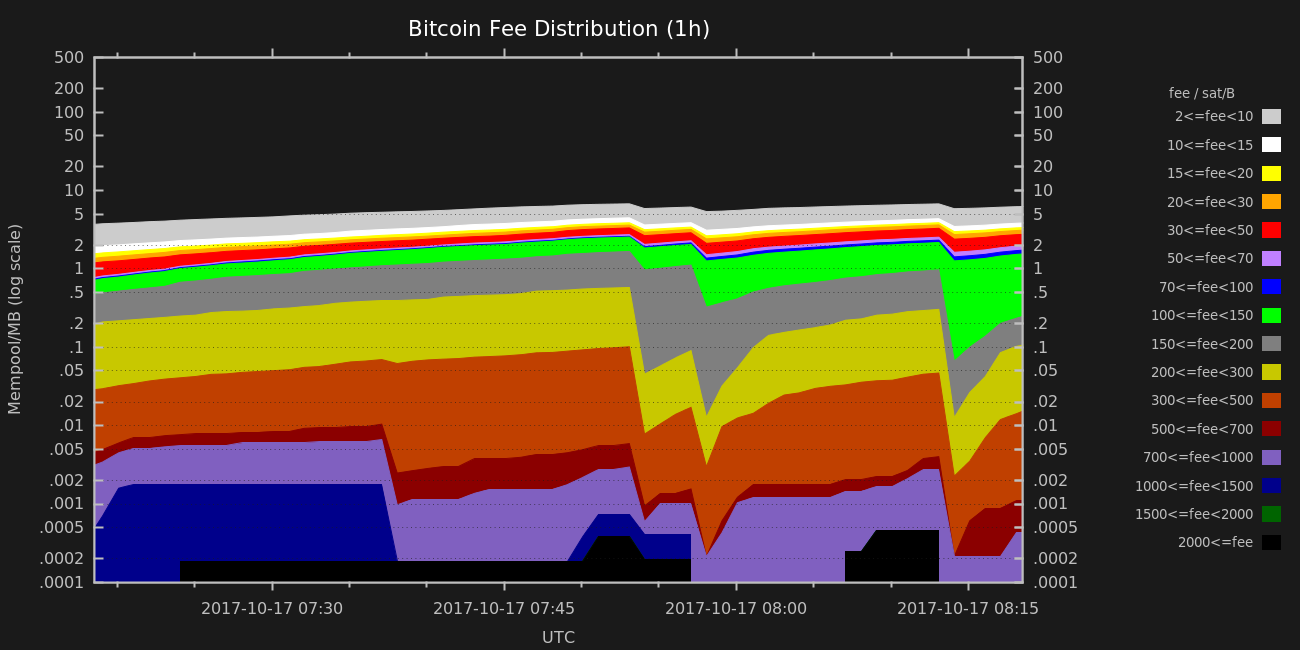 Bitcoin Fee Distribution (1h)
500
200
100
50
20
10
5
2
1
.5
.2
.1
.05
.02
.01
.005
.002
.001
.0005
.0002
.0001
Mempool/MB (log scale)
500
200
100
50
20
10
5
2
1
.5
.2
.1
.05
.02
.01
.005
.002
.001
.0005
.0002
.0001
2017-10-17 07:30 2017-10-17 07:45 2017-10-17 08:00 2017-10-17 08:15
UTC
fee / sat/B
2<=fee<10
10<=fee<15
15<=fee<20
20<=fee<30
30<=fee<50
50<=fee<70
70<=fee<100
100<=fee<150
150<=fee<200
200<=fee<300
300<=fee<500
500<=fee<700
700<=fee<1000
1000<=fee<1500
1500<=fee<2000
2000<=fee